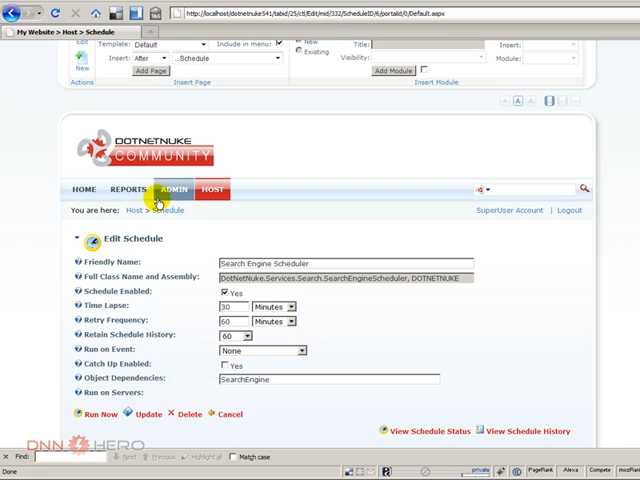 http://localhost/dotnetnuke541/tabid/25/ctl/Edit/mid/332/ScheduleID/6/portalid/0/Default.aspx
My Website > Host > Schedule
Edit
New
Actions
Template: Default
Include in menu:
Insert: After ...Schedule
Add Page
Insert Page
New
Existing
Title:
Visibility:
Add Module
Insert Module
Insert:
Module:
A
DOTNETNUKE
COMMUNITY
HOME REPORTS ADMIN HOST
You are here: Host > Schedule
SuperUser Account | Logout
Edit Schedule
Friendly Name: Search Engine Scheduler
Full Class Name and Assembly: DotNetNuke.Services.Search.SearchEngineScheduler, DOTNETNUKE
Schedule Enabled: Yes
Time Lapse: 30 Minutes
Retry Frequency: 60 Minutes
Retain Schedule History: 60
Run on Event: None
Catch Up Enabled: Yes
Object Dependencies: SearchEngine
Run on Servers:
Run Now Update Delete Cancel
View Schedule Status View Schedule History
DNN HERO
Find: Next Previous Highlight all Match case
Done
private PageRank Alexa Compete mozRank